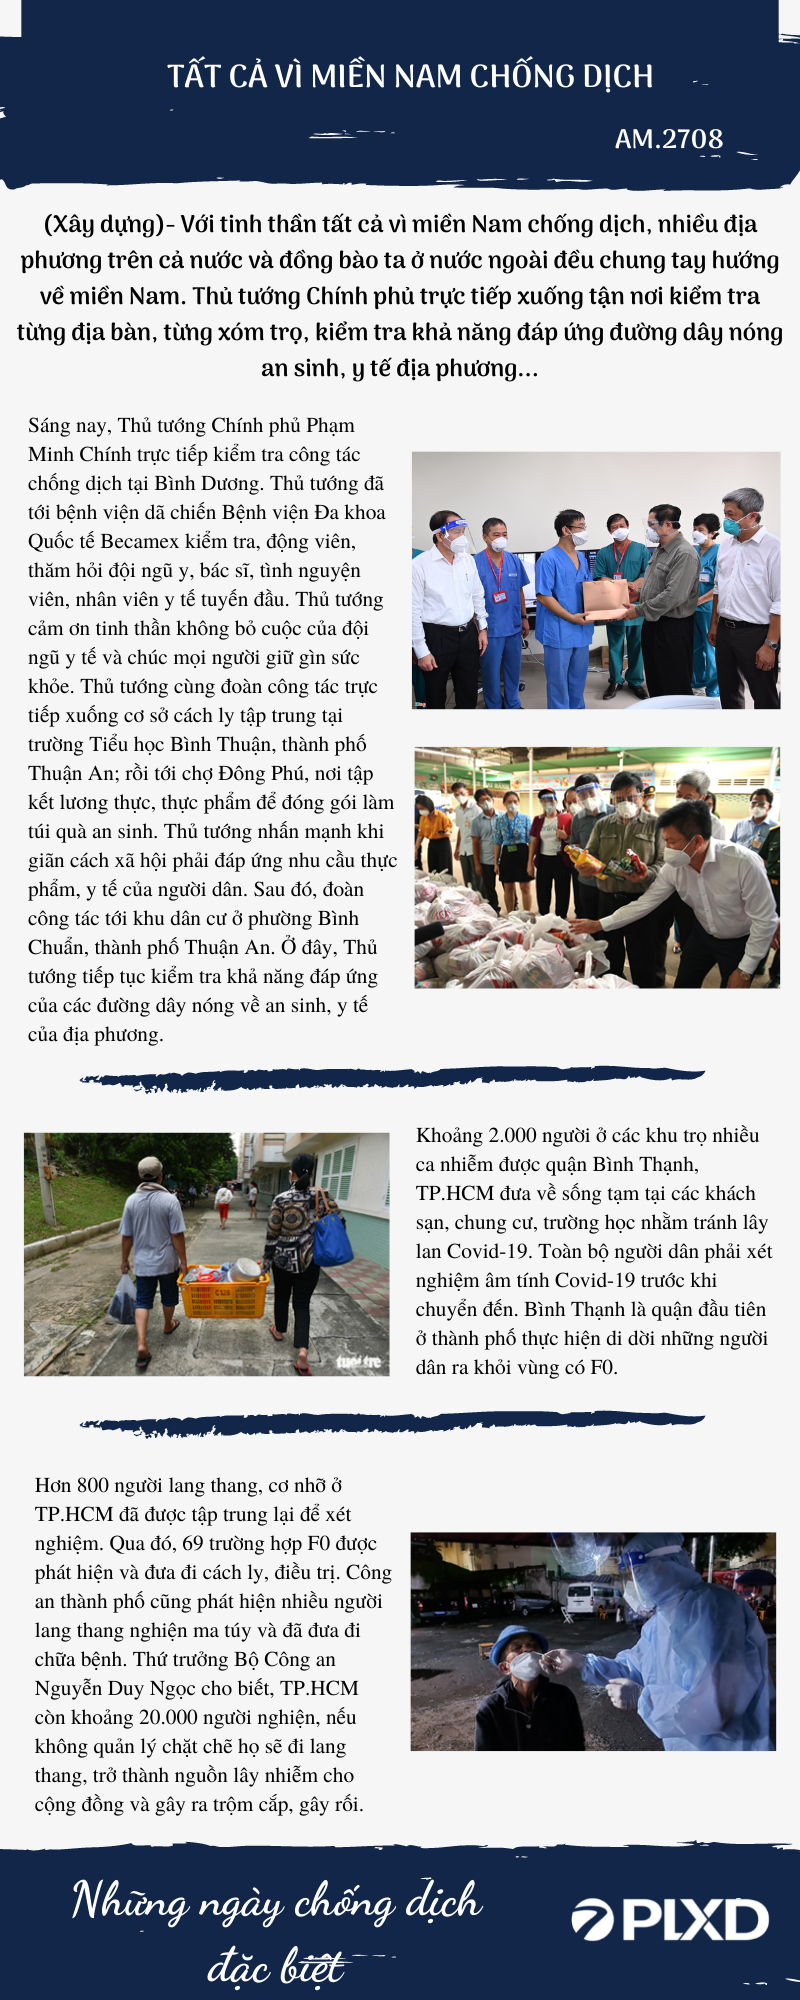 TẤT CẢ VÌ MIỀN NAM CHỐNG DỊCH
AM.2708
(Xây dựng)- Với tinh thần tất cả vì miền Nam chống dịch, nhiều địa
phương trên cả nước và đồng bào ta ở nước ngoài đều chung tay hướng
về miền Nam. Thủ tướng Chính phủ trực tiếp xuống tận nơi kiểm tra
từng địa bàn, từng xóm trọ, kiểm tra khả năng đáp ứng đường dây nóng
an sinh, y tế địa phương...
Sáng nay, Thủ tướng Chính phủ Phạm
Minh Chính trực tiếp kiểm tra công tác
chống dịch tại Bình Dương. Thủ tướng đã
tới bệnh viện dã chiến Bệnh viện Đa khoa
Quốc tế Becamex kiểm tra, động viên,
thăm hỏi đội ngũ y, bác sĩ, tình nguyện
viên, nhân viên y tế tuyến đầu. Thủ tướng
cảm ơn tinh thần không bỏ cuộc của đội
ngũ y tế và chúc mọi người giữ gìn sức
khỏe. Thủ tướng cùng đoàn công tác trực
tiếp xuống cơ sở cách ly tập trung tại
trường Tiểu học Bình Thuận, thành phố
Thuận An; rồi tới chợ Đông Phú, nơi tập
kết lương thực, thực phẩm để đóng gói làm
túi quà an sinh. Thủ tướng nhấn mạnh khi
giãn cách xã hội phải đáp ứng nhu cầu thực
phẩm, y tế của người dân. Sau đó, đoàn
công tác tới khu dân cư ở phường Bình
Chuẩn, thành phố Thuận An. Ở đây, Thủ
tướng tiếp tục kiểm tra khả năng đáp ứng
của các đường dây nóng về an sinh, y tế
của địa phương.
tuổi trẻ
Khoảng 2.000 người ở các khu trọ nhiều
ca nhiễm được quận Bình Thạnh,
TP.HCM đưa về sống tạm tại các khách
sạn, chung cư, trường học nhằm tránh lây
lan Covid-19. Toàn bộ người dân phải xét
nghiệm âm tính Covid-19 trước khi
chuyển đến. Bình Thạnh là quận đầu tiên
ở thành phố thực hiện di dời những người
dân ra khỏi vùng có F0.
Hơn 800 người lang thang, cơ nhỡ ở
TP.HCM đã được tập trung lại để xét
nghiệm. Qua đó, 69 trường hợp F0 được
phát hiện và đưa đi cách ly, điều trị. Công
an thành phố cũng phát hiện nhiều người
lang thang nghiện ma túy và đã đưa đi
chữa bệnh. Thứ trưởng Bộ Công an
Nguyễn Duy Ngọc cho biết, TP.HCM
còn khoảng 20.000 người nghiện, nếu
không quản lý chặt chẽ họ sẽ đi lang
thang, trở thành nguồn lây nhiễm cho
cộng đồng và gây ra trộm cắp, gây rối.
Những ngày chống dịch
đặc biệt
PLXD